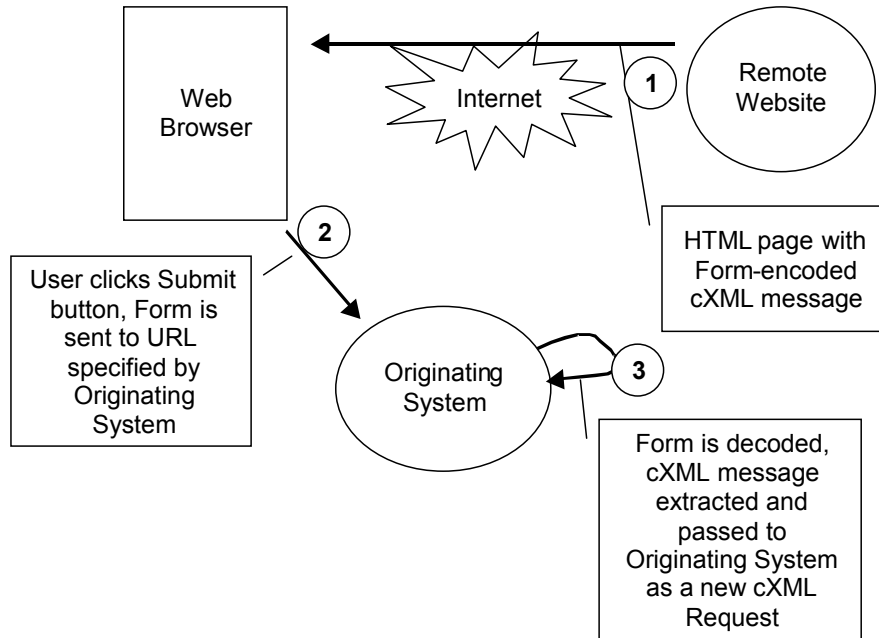 Web
Browser
Internet
1
Remote
Website
HTML page with
Form-encoded
cXML message
2
User clicks Submit
button, Form is
sent to URL
specified by
Originating
System
Originating
System
3
Form is decoded,
cXML message
extracted and
passed to
Originating System
as a new cXML
Request